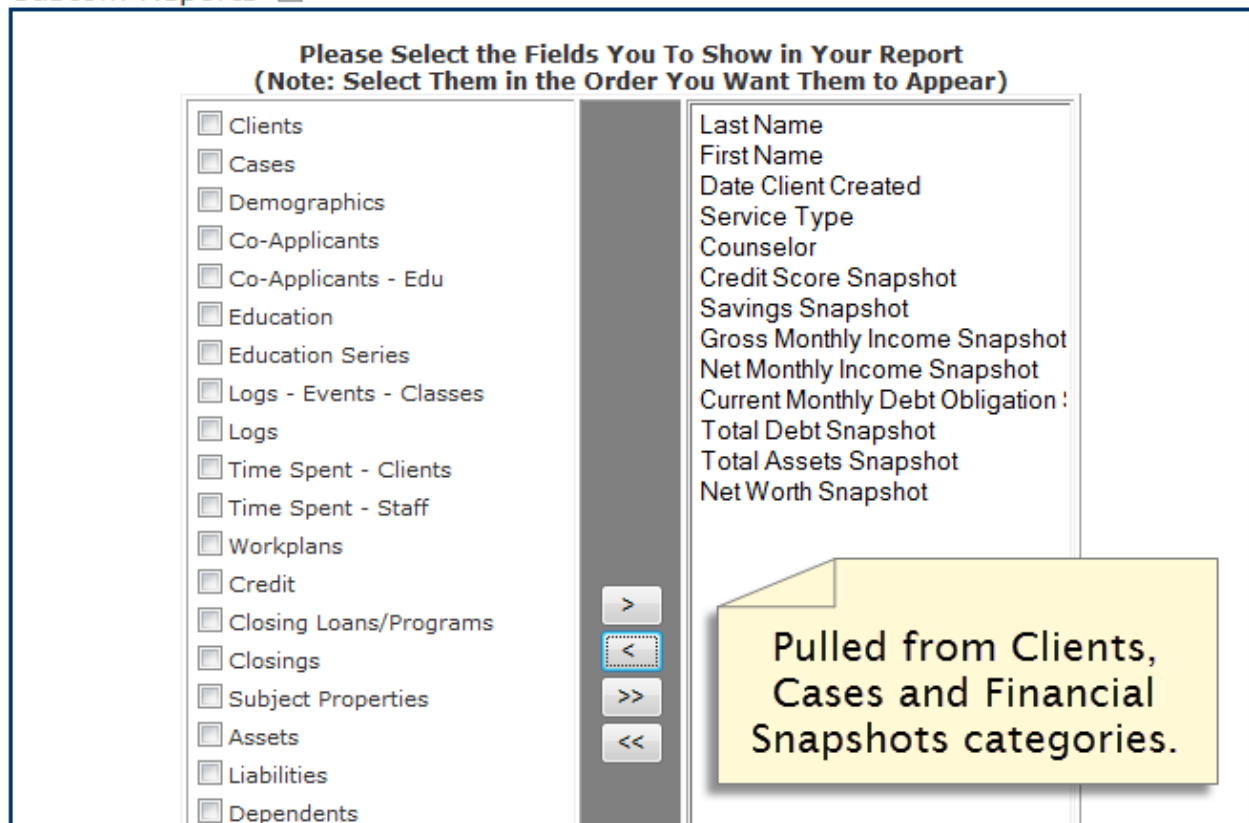 Please Select the Fields You To Show in Your Report
(Note: Select Them in the Order You Want Them to Appear)
Clients
Cases
Demographics
Co-Applicants
Co-Applicants - Edu
Education
Education Series
Logs - Events - Classes
Logs
Time Spent - Clients
Time Spent - Staff
Workplans
Credit
Closing Loans/Programs
Closings
Subject Properties
Assets
Liabilities
Dependents
>
<
>>
<<
Last Name
First Name
Date Client Created
Service Type
Counselor
Credit Score Snapshot
Savings Snapshot
Gross Monthly Income Snapshot
Net Monthly Income Snapshot
Current Monthly Debt Obligation
Total Debt Snapshot
Total Assets Snapshot
Net Worth Snapshot
Pulled from Clients,
Cases and Financial
Snapshots categories.